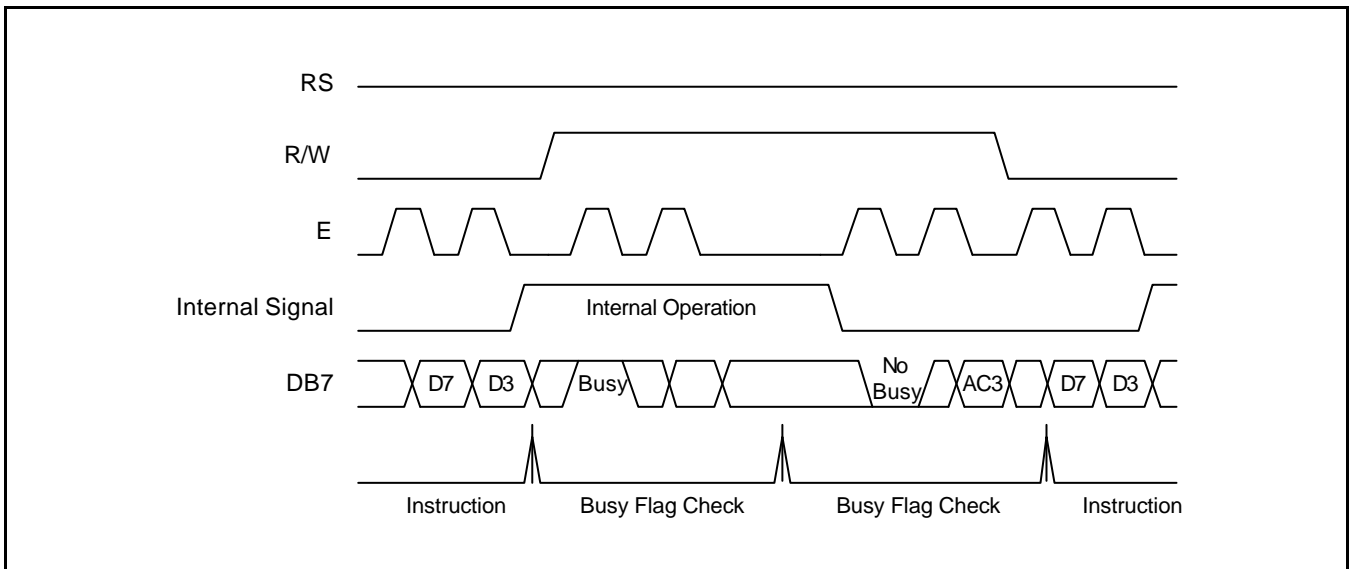 RS
R/W
E
Internal Signal
Internal Operation
DB7
D7
D3
Busy
No
Busy
AC3
D7
D3
Instruction
Busy Flag Check
Busy Flag Check
Instruction